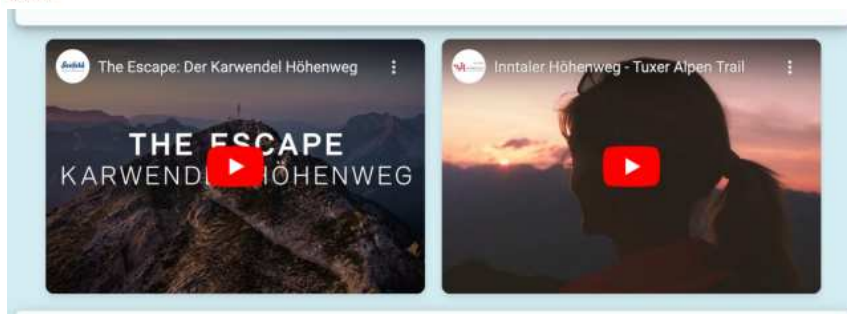 The Escape: Der Karwendel Höhenweg
THE ESCAPE
KARWENDEL HÖHENWEG
Inntaler Höhenweg - Tuxer Alpen Trail